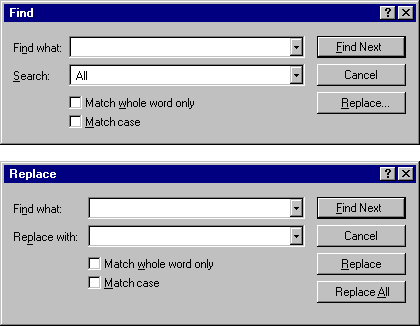 Find
Find what:
Find Next
Search:
All
Cancel
Match whole word only
Replace...
Match case
Replace
Find what:
Find Next
Replace with:
Cancel
Match whole word only
Replace
Match case
Replace All